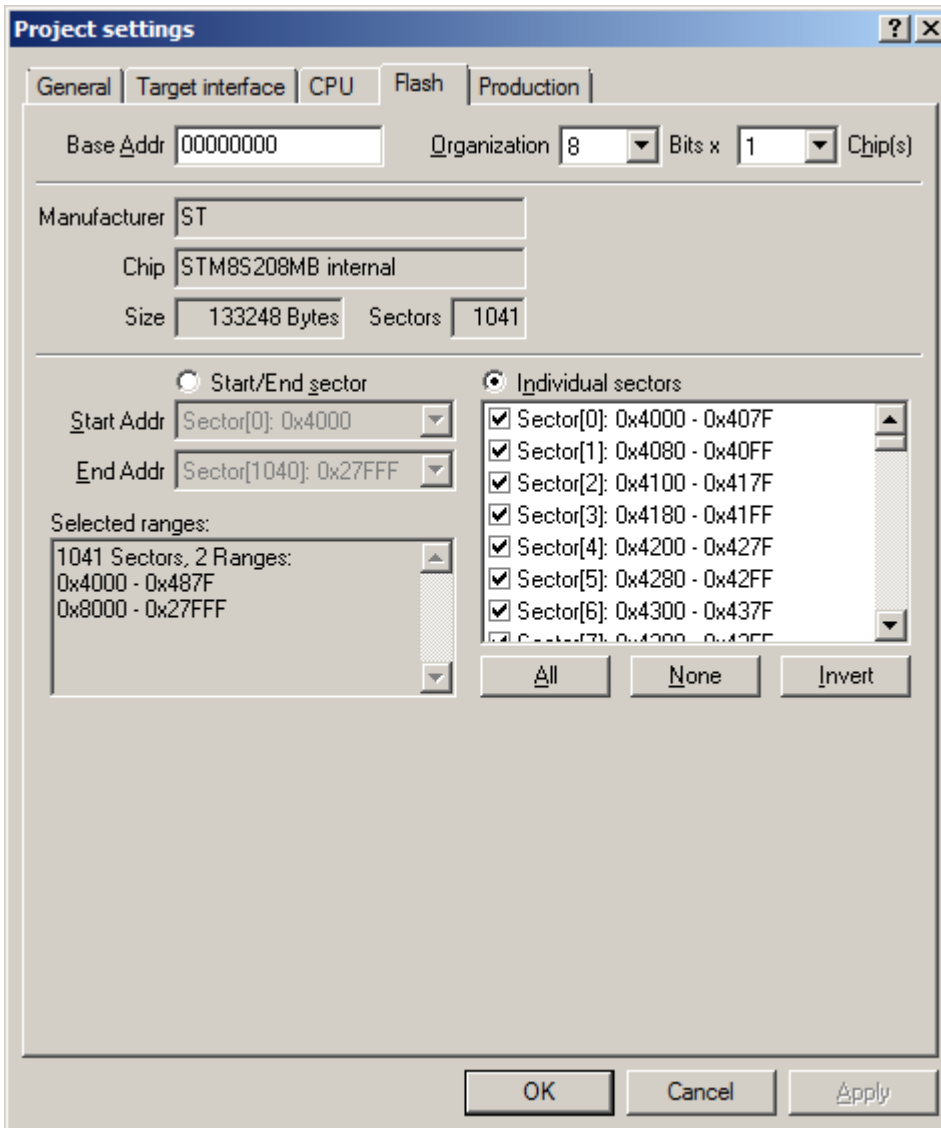 Project settings
General Target interface CPU Flash Production
Base Addr 00000000 Organization 8 Bits x 1 Chip(s)
Manufacturer ST
Chip STM8S208MB internal
Size 133248 Bytes Sectors 1041
Start/End sector Individual sectors
Start Addr Sector[0]: 0x4000
End Addr Sector[1040]: 0x27FFF
Selected ranges:
1041 Sectors, 2 Ranges:
0x4000 - 0x487F
0x8000 - 0x27FFF
Sector[0]: 0x4000 - 0x407F
Sector[1]: 0x4080 - 0x40FF
Sector[2]: 0x4100 - 0x417F
Sector[3]: 0x4180 - 0x41FF
Sector[4]: 0x4200 - 0x427F
Sector[5]: 0x4280 - 0x42FF
Sector[6]: 0x4300 - 0x437F
All None Invert
OK Cancel Apply